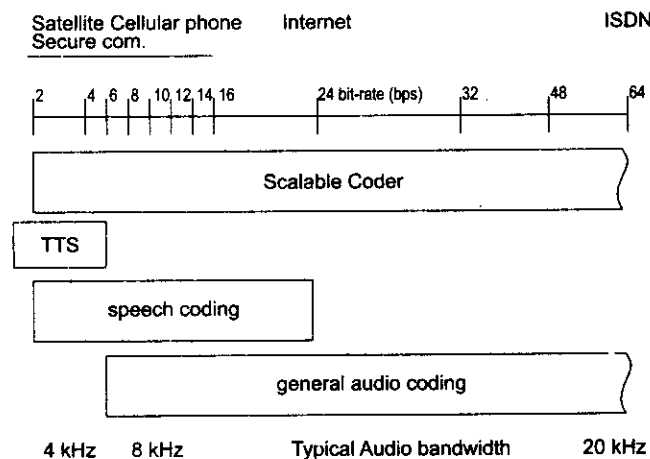 Satellite Cellular phone Internet ISDN
Secure com.
2 4 6 8 10 12 14 16 24 bit-rate (bps) 32 48 64
Scalable Coder
TTS
speech coding
general audio coding
4 kHz 8 kHz Typical Audio bandwidth 20 kHz